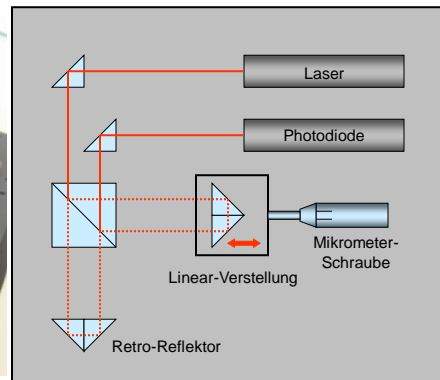 Laser
Photodiode
Mikrometer-
Schraube
Linear-Verstellung
Retro-Reflektor